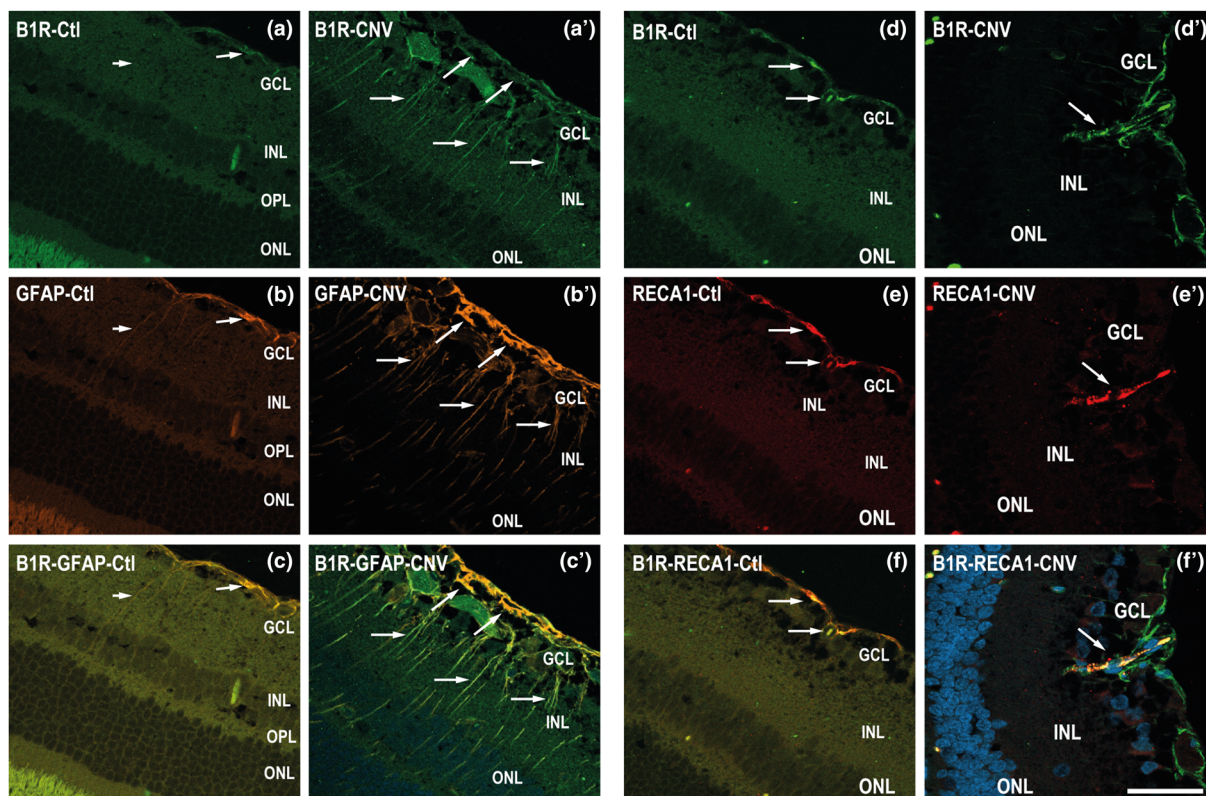 B1R-Ctl (a)
GCL
INL
OPL
ONL
B1R-CNV (a')
GCL
INL
ONL
B1R-Ctl (d)
GCL
INL
ONL
B1R-CNV (d')
GCL
INL
ONL
GFAP-Ctl (b)
GCL
INL
OPL
ONL
GFAP-CNV (b')
GCL
INL
ONL
RECA1-Ctl (e)
GCL
INL
INL
ONL
RECA1-CNV (e')
GCL
INL
ONL
B1R-GFAP-Ctl (c)
GCL
INL
OPL
ONL
B1R-GFAP-CNV (c')
GCL
INL
ONL
B1R-RECA1-Ctl (f)
GCL
INL
ONL
B1R-RECA1-CNV (f')
GCL
INL
ONL